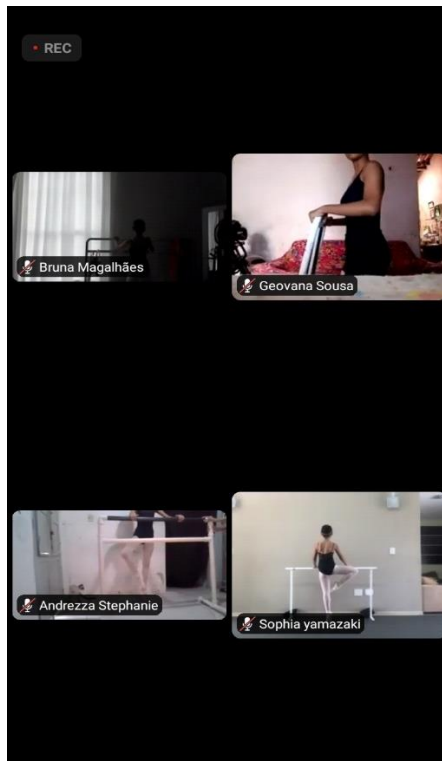 REC
Bruna Magalhães
Geovana Sousa
Andrezza Stephanie
Sophia yamazaki